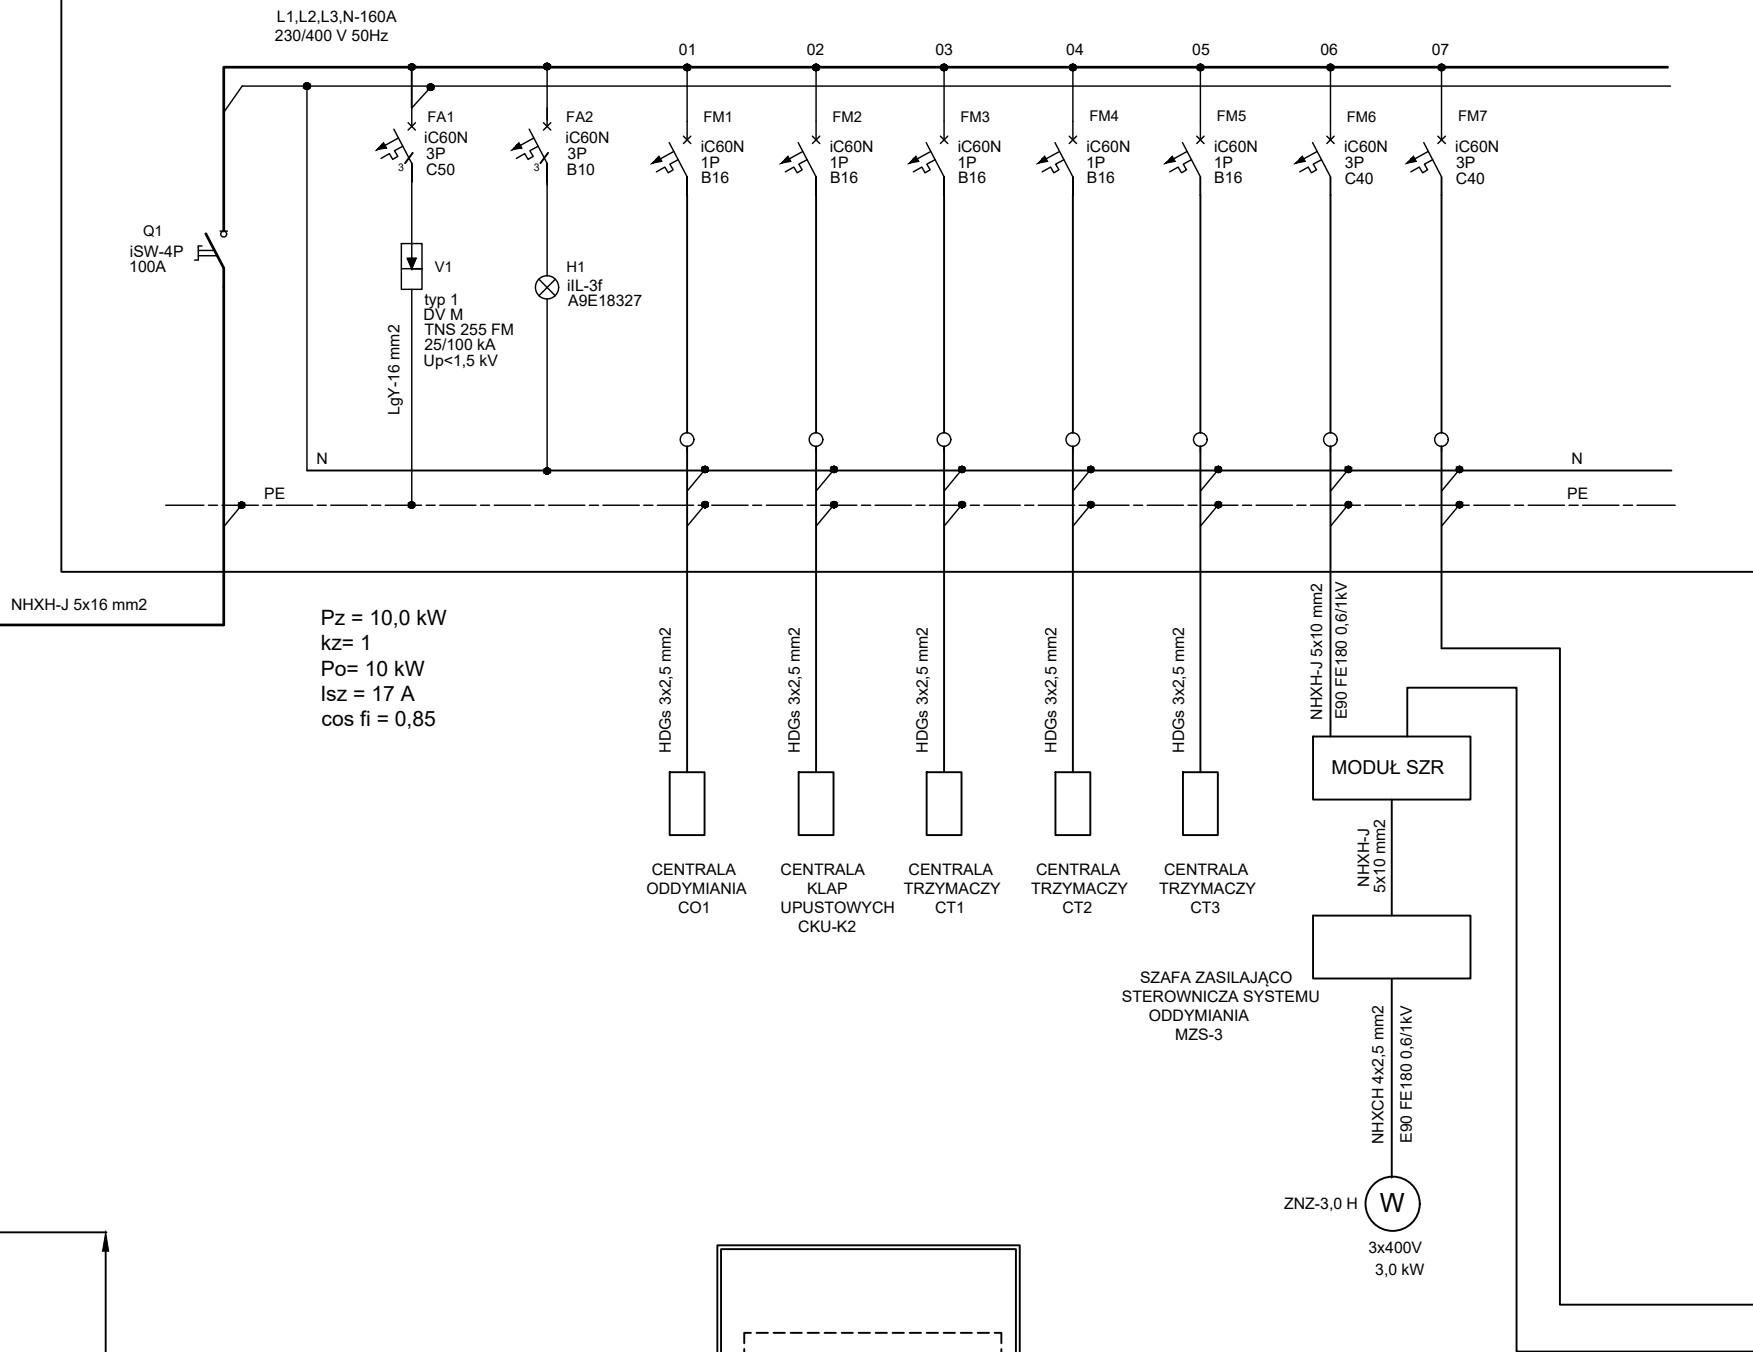 L1,L2,L3,N-160A
230/400 V 50Hz
01
02
03
04
05
06
07
FA1
iC60N
3P
C50
3
FA2
iC60N
3P
B10
3
FM1
iC60N
1P
B16
FM2
iC60N
1P
B16
FM3
iC60N
1P
B16
FM4
iC60N
1P
B16
FM5
iC60N
1P
B16
FM6
iC60N
3P
C40
FM7
iC60N
3P
C40
Q1
iSW-4P
100A
V1
typ 1
DV M
TNS 255 FM
25/100 kA
Up<1,5 kV
LgY-16 mm2
H1
iIL-3f
A9E18327
N
N
PE
PE
NHXH-J 5x16 mm2
Pz = 10,0 kW
kz= 1
Po= 10 kW
Isz = 17 A
cos fi = 0,85
HDGs 3x2,5 mm2
HDGs 3x2,5 mm2
HDGs 3x2,5 mm2
HDGs 3x2,5 mm2
HDGs 3x2,5 mm2
NHXH-J 5x10 mm2
E90 FE180 0,6/1kV
MODUŁ SZR
NHXH-J
5x10 mm2
CENTRALA
ODDYMIANIA
CO1
CENTRALA
KLAP
UPUSTOWYCH
CKU-K2
CENTRALA
TRZYMACZY
CT1
CENTRALA
TRZYMACZY
CT2
CENTRALA
TRZYMACZY
CT3
SZAFA ZASILAJĄCO
STEROWNICZA SYSTEMU
ODDYMIANIA
MZS-3
NHXCH 4x2,5 mm2
E90 FE180 0,6/1kV
ZNZ-3,0 H
W
3x400V
3,0 kW